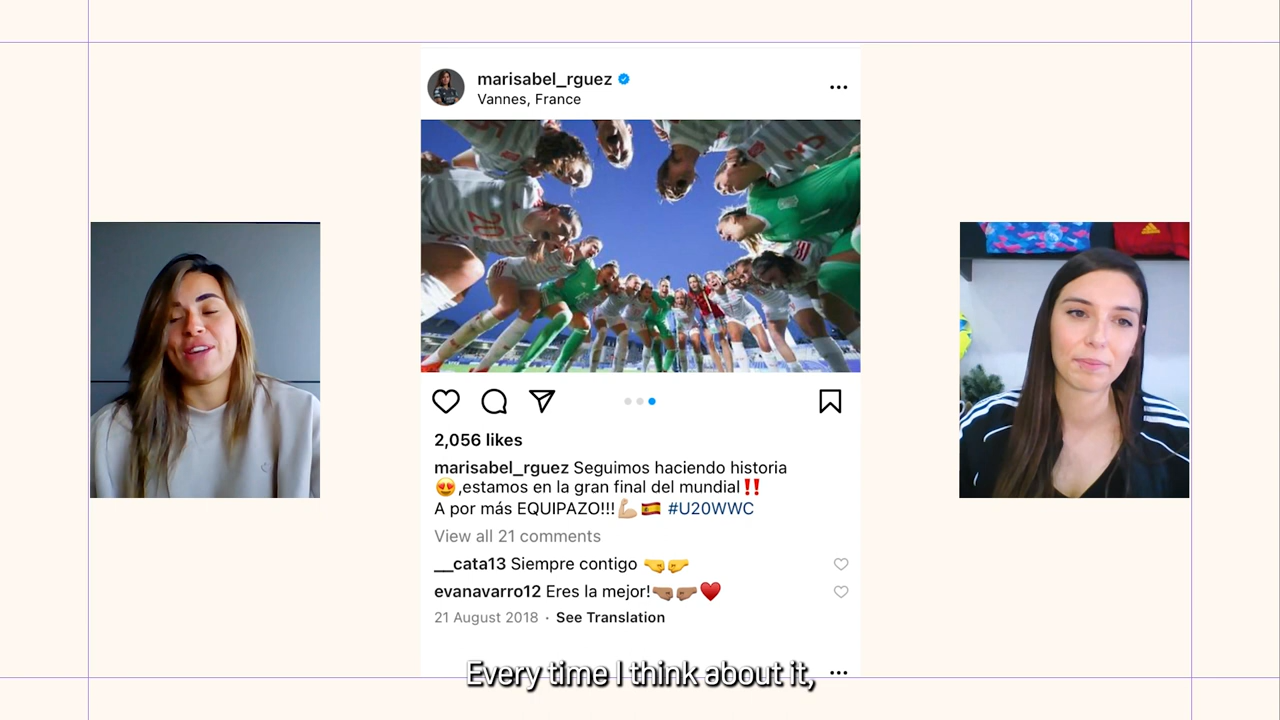 marisabel_rguez
Vannes, France
2,056 likes
marisabel_rguez Seguimos haciendo historia
😍,estamos en la gran final del mundial‼️
A por más EQUIPAZO!!!💪🏼🇪🇸 #U20WWC
View all 21 comments
__cata13 Siempre contigo 🤜🤛
evanavarro12 Eres la mejor!🤜🏽🤛🏽♥️
21 August 2018 · See Translation
Every time I think about it,